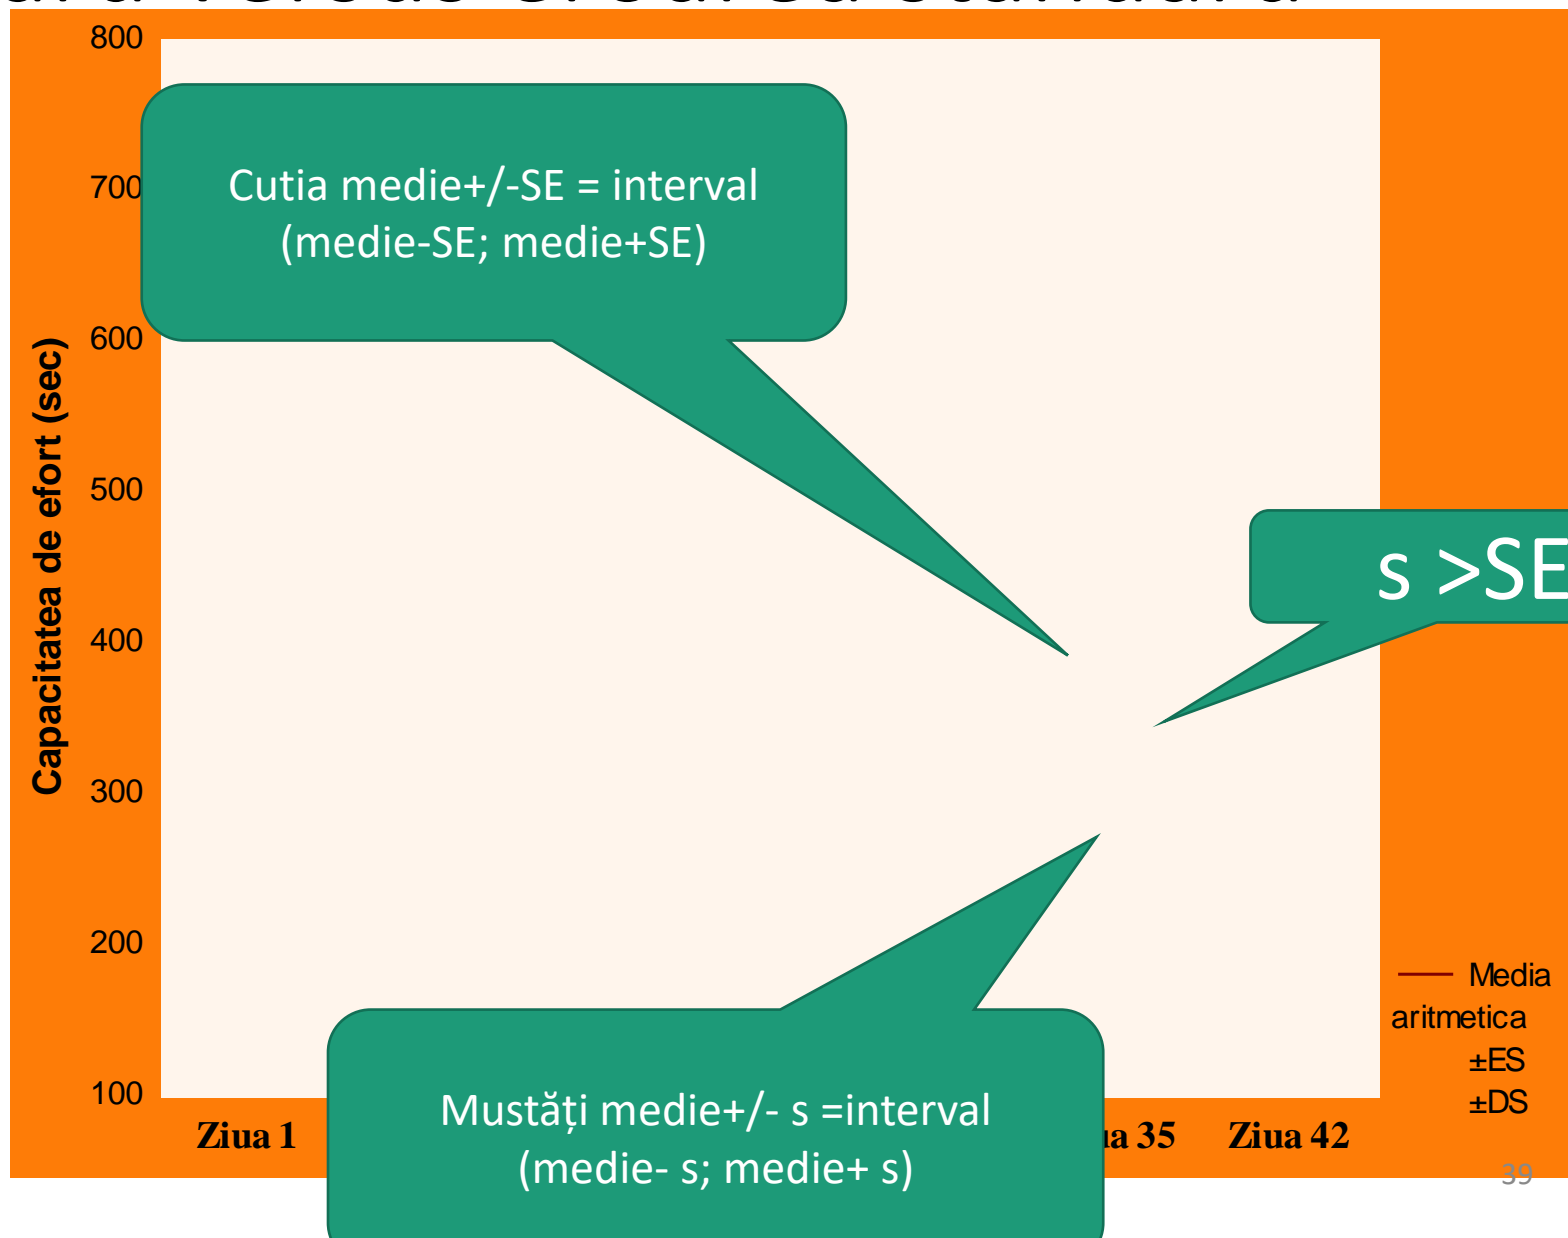 800
Cutia medie+/-SE = interval
(medie-SE; medie+SE)
700
600
500
400
300
200
100
Capacitatea de efort (sec)
s >SE
Media
aritmetica
±ES
±DS
Mustăți medie+/- s =interval
(medie- s; medie+ s)
Ziua 1
35
Ziua 42
39